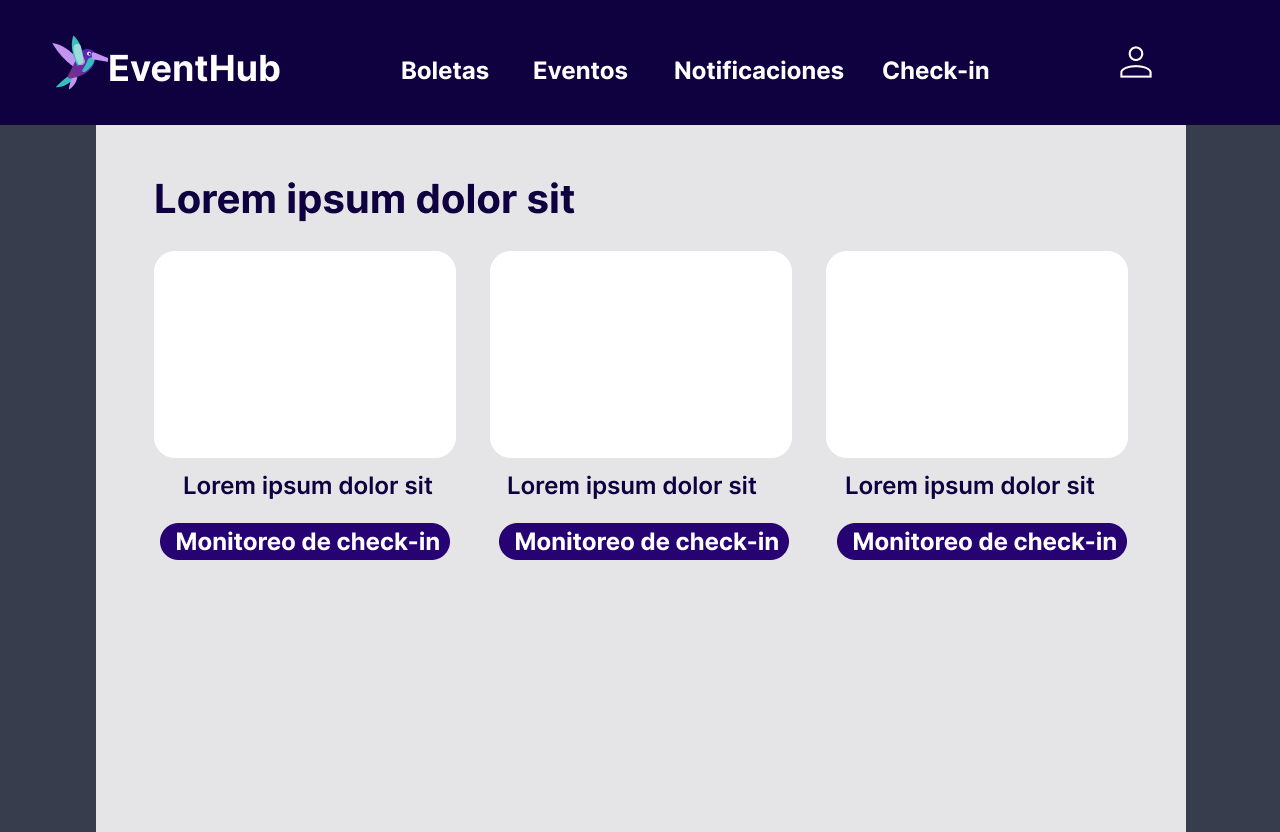 EventHub
Boletas Eventos Notificaciones Check-in
Lorem ipsum dolor sit
Lorem ipsum dolor sit Lorem ipsum dolor sit Lorem ipsum dolor sit
Monitoreo de check-in Monitoreo de check-in Monitoreo de check-in